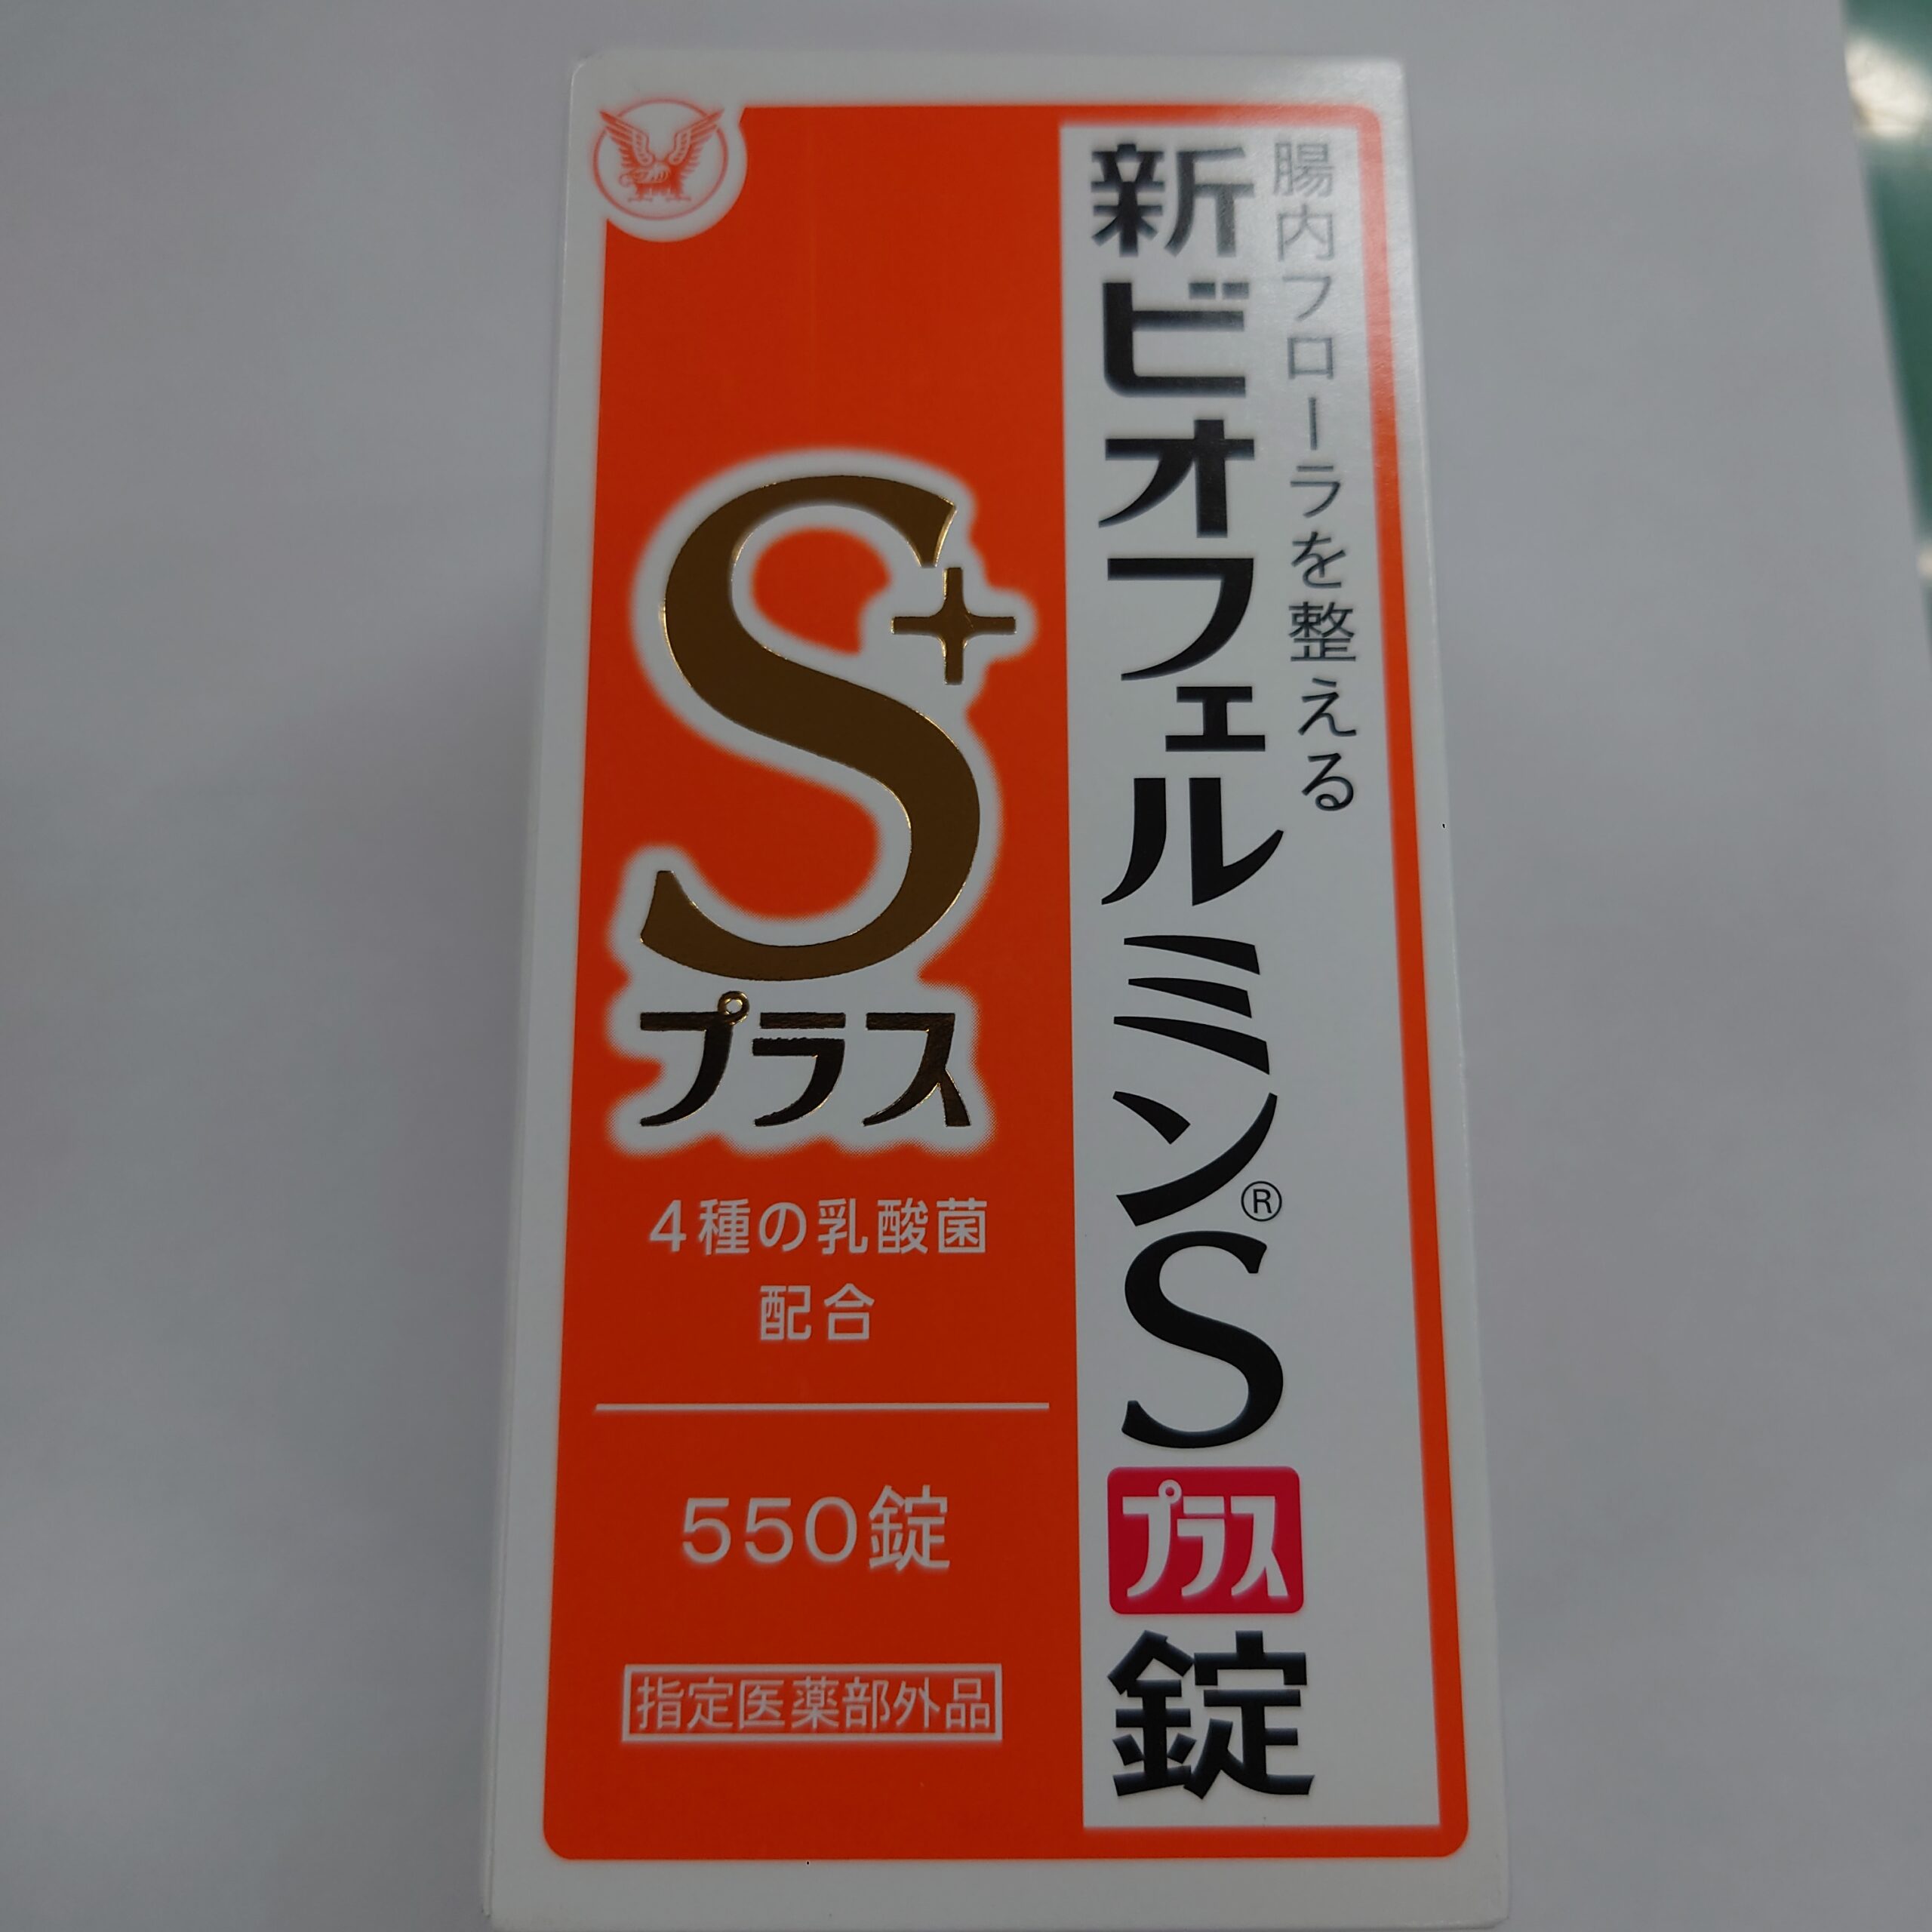 腸内フローラを整える
新ビオフェルミン®Sプラス錠
S+
プラス
4種の乳酸菌
配合
550錠
指定医薬部外品